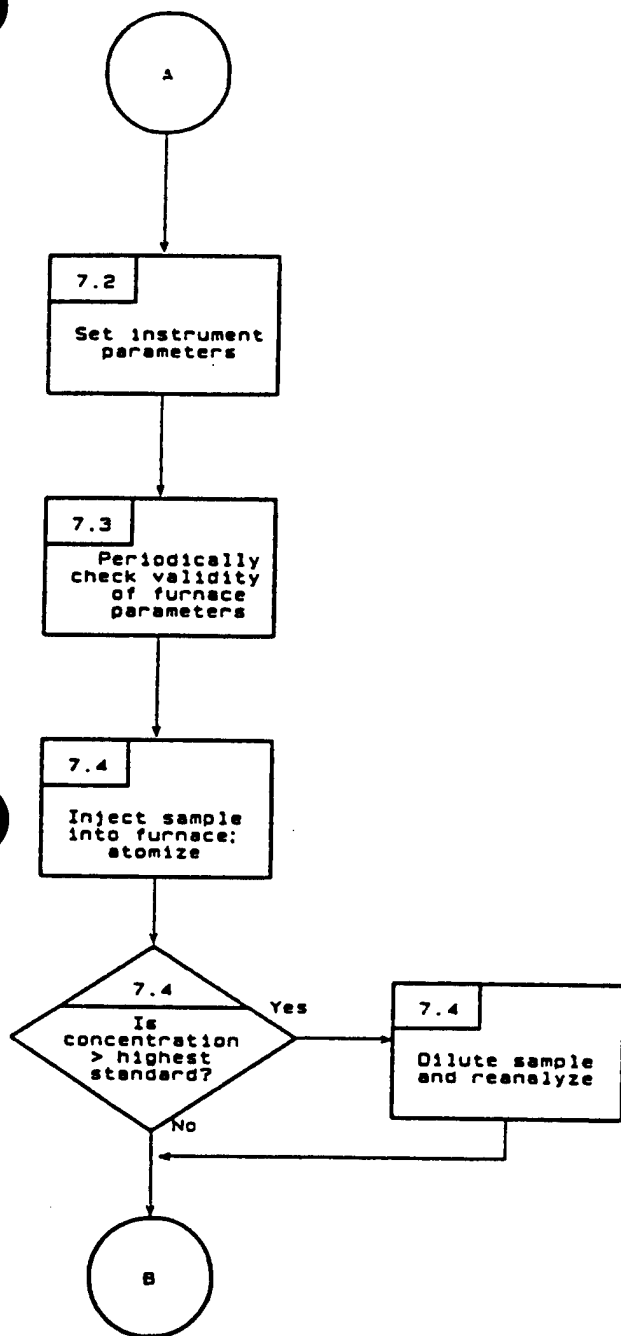 A
7.2
Set instrument
parameters
7.3
Periodically
check validity
of furnace
parameters
7.4
Inject sample
into furnace;
atomize
7.4
Is
concentration
> highest
standard?
Yes
7.4
Dilute sample
and reanalyze
No
B